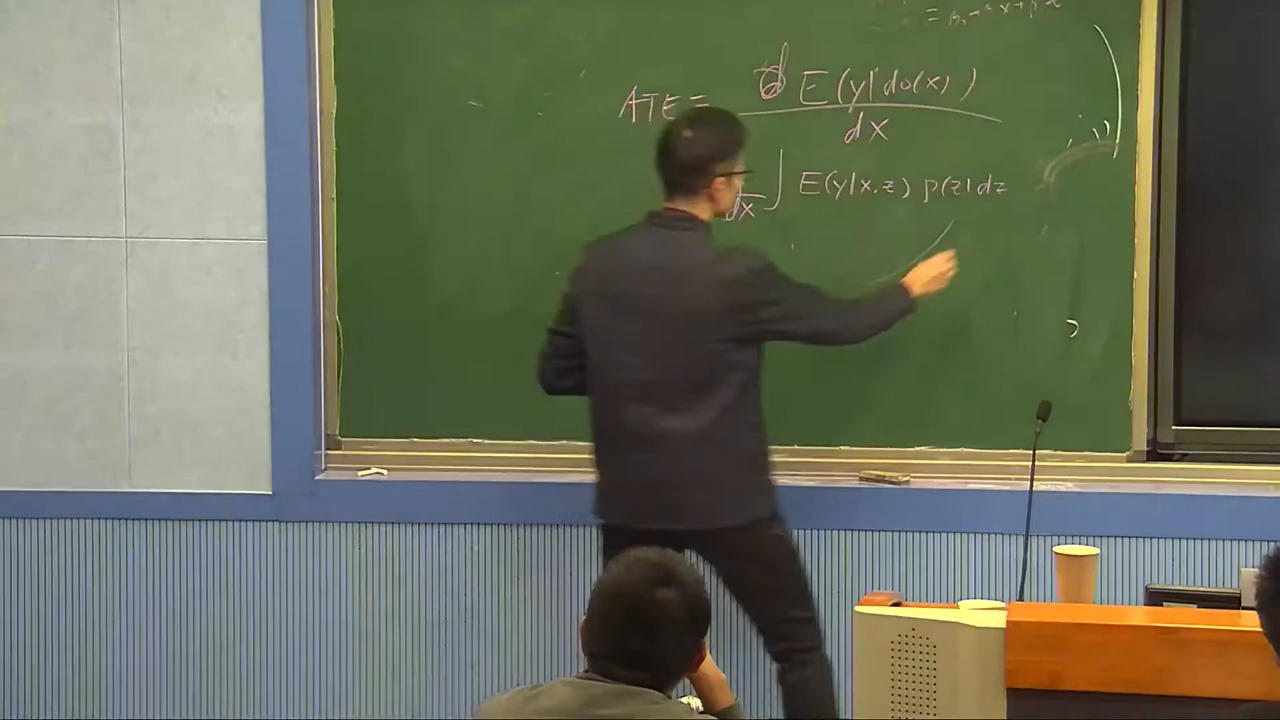 ATE = d E(y|do(x)) / dx
dx ∫ E(y|x,z) p(z)dz